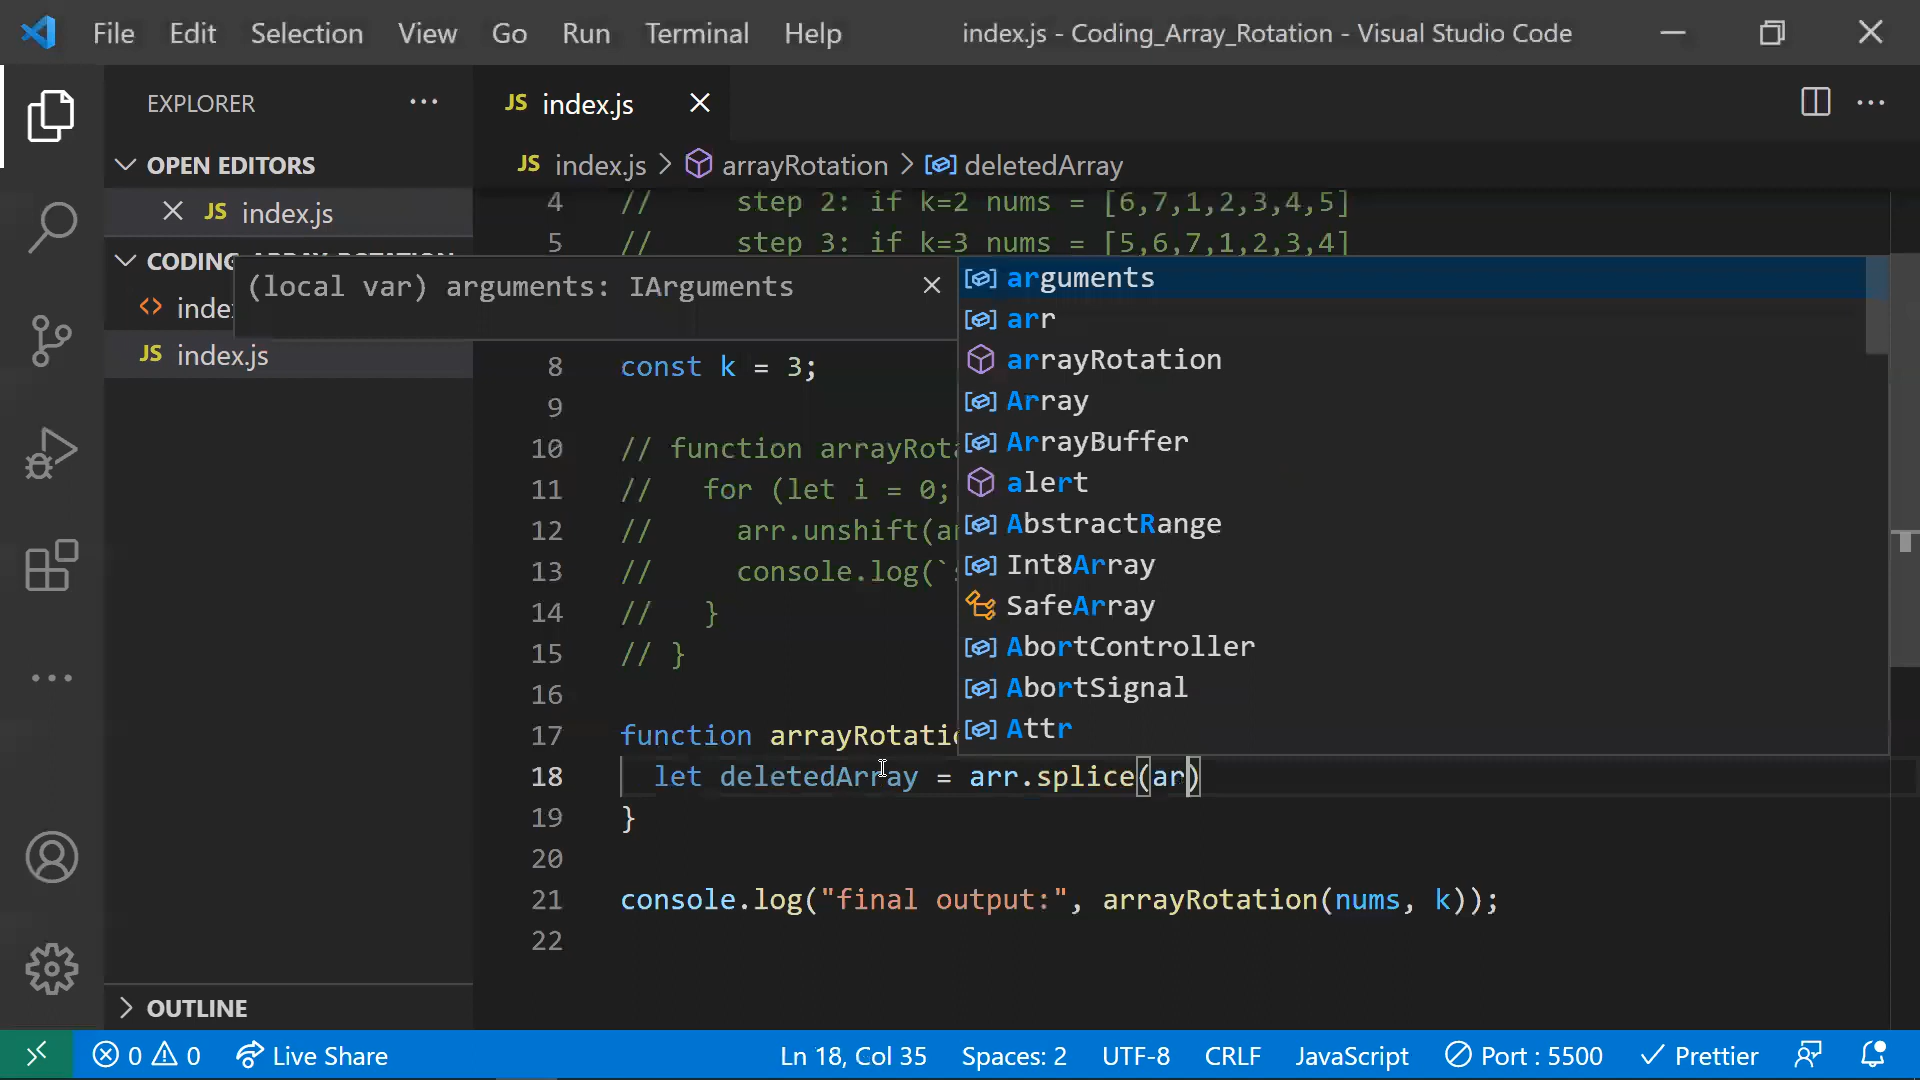 File Edit Selection View Go Run Terminal Help index.js - Coding_Array_Rotation - Visual Studio Code
EXPLORER
OPEN EDITORS
JS index.js
index.js
JS index.js
OUTLINE
JS index.js
JS index.js > arrayRotation > deletedArray
4 // step 2: if k=2 nums = [6,7,1,2,3,4,5]
5 // step 3: if k=3 nums = [5,6,7,1,2,3,4]
(local var) arguments: IArguments
arguments
arr
arrayRotation
Array
ArrayBuffer
alert
AbstractRange
Int8Array
SafeArray
AbortController
AbortSignal
Attr
8 const k = 3;
9
10 // function arrayRota
11 // for (let i = 0;
12 // arr.unshift(a
13 // console.log(`
14 // }
15 // }
16
17 function arrayRotatio
18 let deletedArray = arr.splice(ar)
19 }
20
21 console.log("final output:", arrayRotation(nums, k));
22
0 0 Live Share Ln 18, Col 35 Spaces: 2 UTF-8 CRLF JavaScript Port : 5500 Prettier